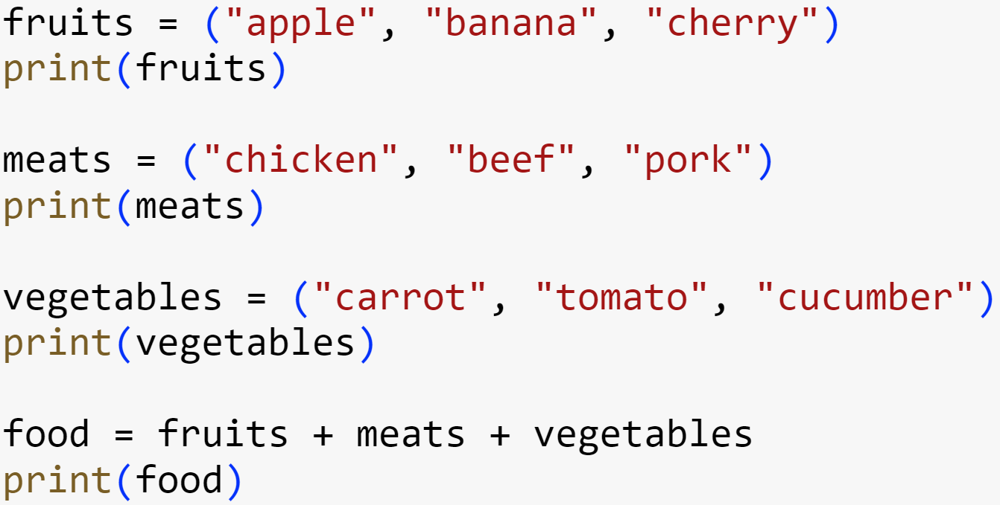 fruits = ("apple", "banana", "cherry")
print(fruits)
meats = ("chicken", "beef", "pork")
print(meats)
vegetables = ("carrot", "tomato", "cucumber")
print(vegetables)
food = fruits + meats + vegetables
print(food)